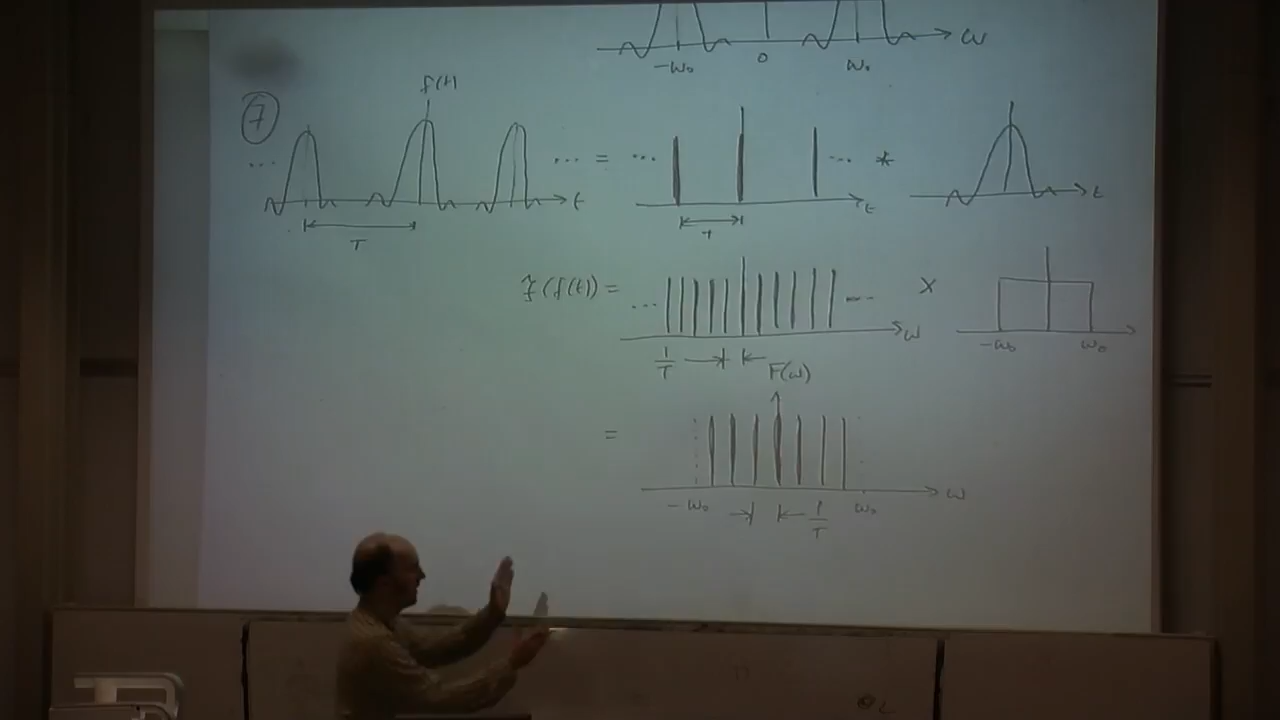 ω
-ω₀ 0 ω₀
f(t)
7
... ... = ... ... * 
t t t
T T
F(f(t)) = ... ... x
ω
-ω₀ ω₀
1/T
F(ω)
=
ω
-ω₀ 1/T ω₀